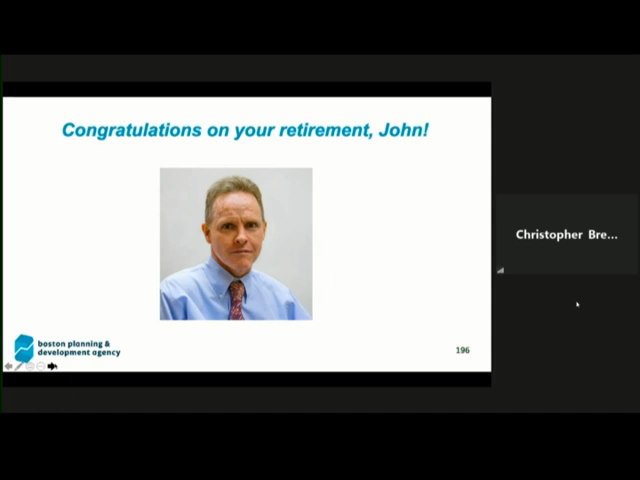 Congratulations on your retirement, John!
Christopher Bre...
boston planning &
development agency
196